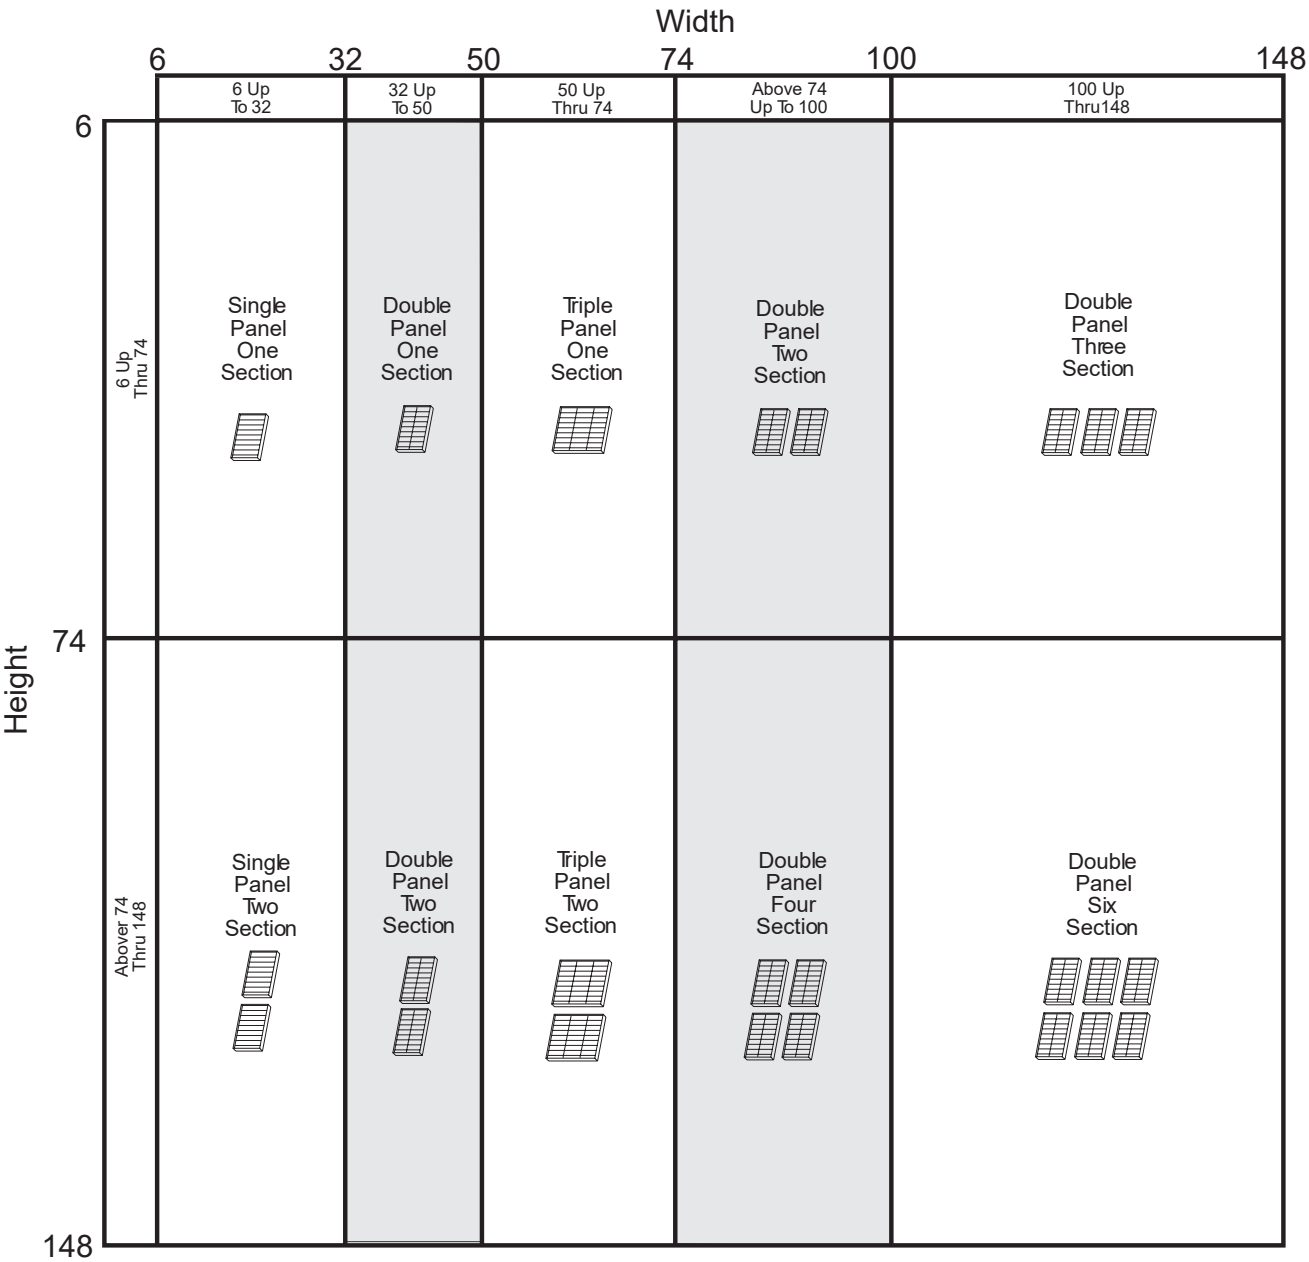 Width
6 32 50 74 100 148
6 Up
To 32
32 Up
To 50
50 Up
Thru 74
Above 74
Up To 100
100 Up
Thru148
6
6 Up
Thru 74
Single
Panel
One
Section
Double
Panel
One
Section
Triple
Panel
One
Section
Double
Panel
Two
Section
Double
Panel
Three
Section
74
Height
Abover 74
Thru 148
Single
Panel
Two
Section
Double
Panel
Two
Section
Triple
Panel
Two
Section
Double
Panel
Four
Section
Double
Panel
Six
Section
148